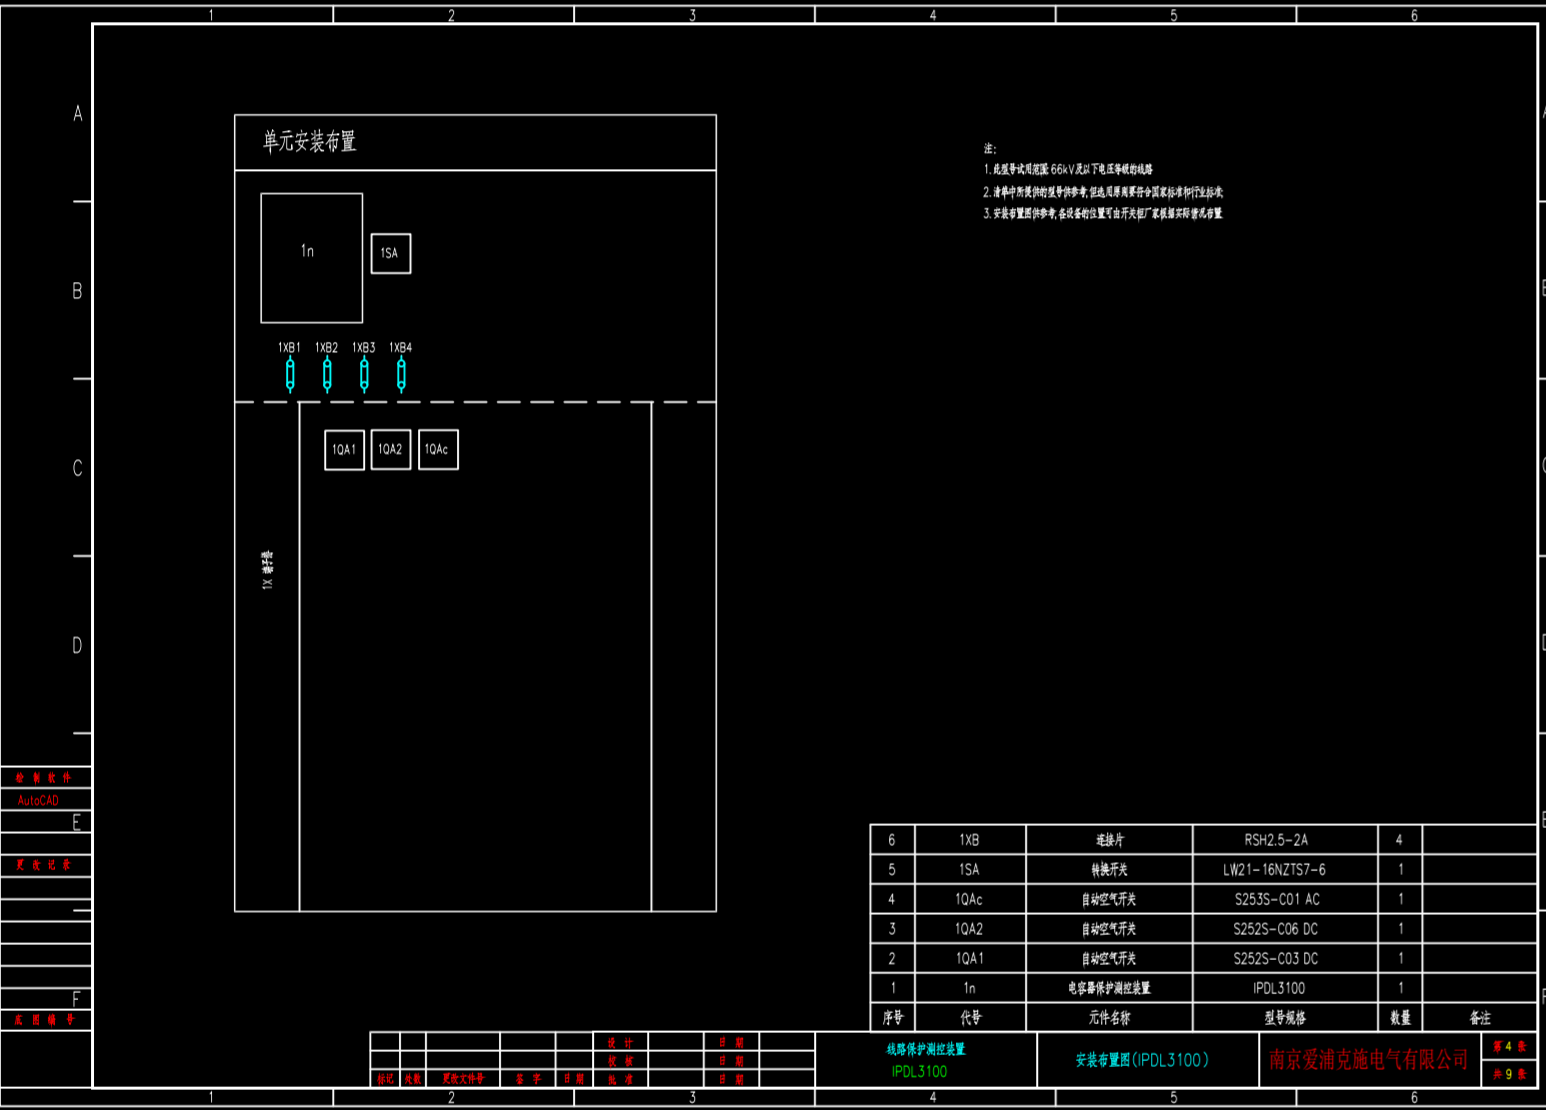 1 2 3 4 5 6
A
B
C
D
E
F
单元安装布置
1n
1SA
1XB1 1XB2 1XB3 1XB4
1QA1 1QA2 1QAc
1X 端子排
注:
1. 此型号试用范围: 66kV及以下电压等级的线路
2. 清单中所提供的型号供参考,但选用原则要符合国家标准和行业标准;
3. 安装布置图供参考,各设备的位置可由开关柜厂家根据实际情况布置
绘制软件
AutoCAD
更改记录
底图编号
6 1XB 连接片 RSH2.5-2A 4
5 1SA 转换开关 LW21-16NZTS7-6 1
4 1QAc 自动空气开关 S253S-C01 AC 1
3 1QA2 自动空气开关 S252S-C06 DC 1
2 1QA1 自动空气开关 S252S-C03 DC 1
1 1n 电容器保护测控装置 IPDL3100 1
序号 代号 元件名称 型号规格 数量 备注
设计 日期
校核 日期
标记 处数 更改文件号 签字 日期 批准 日期
线路保护测控装置
IPDL3100
安装布置图(IPDL3100)
南京爱浦克施电气有限公司
第 4 张
共 9 张
1 2 3 4 5 6